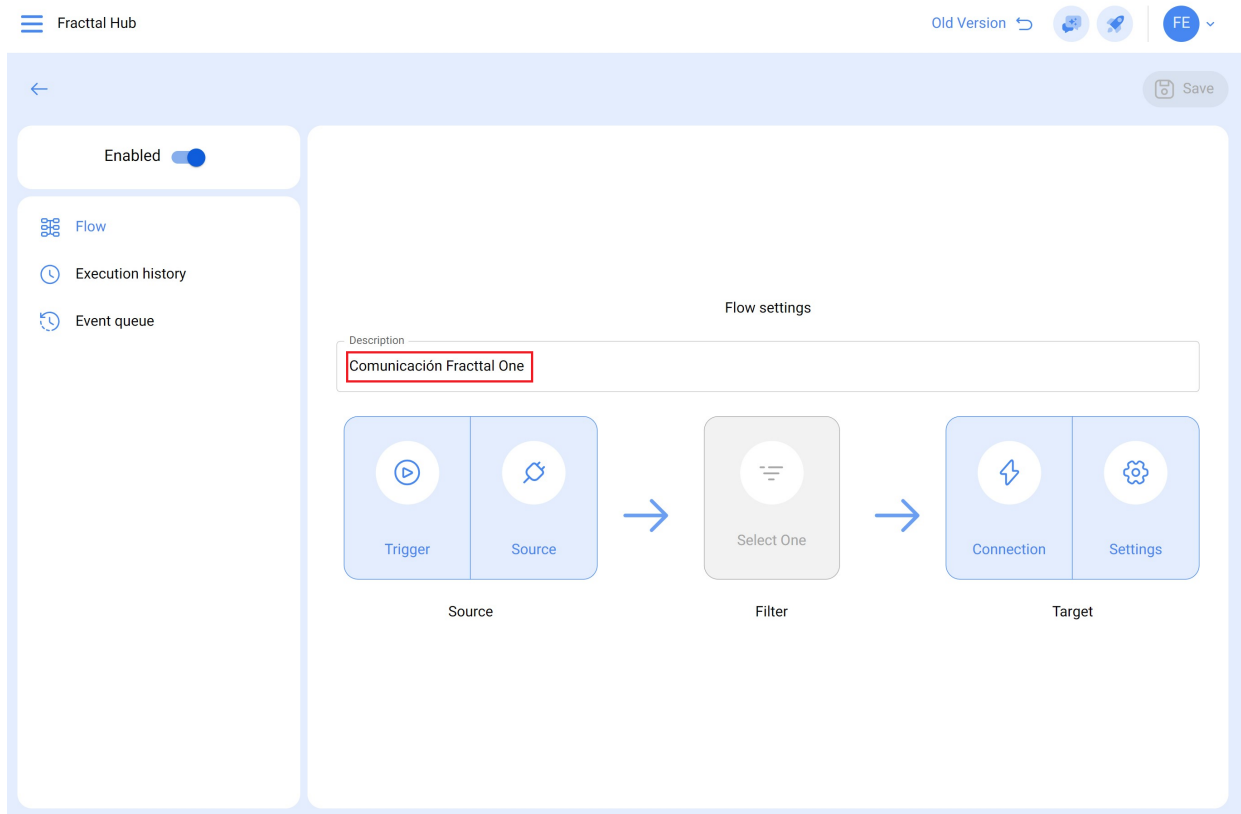 Fracttal Hub
Old Version
FE
Save
Enabled
Flow
Execution history
Event queue
Flow settings
Description
Comunicación Fracttal One
Trigger
Source
Select One
Connection
Settings
Source
Filter
Target